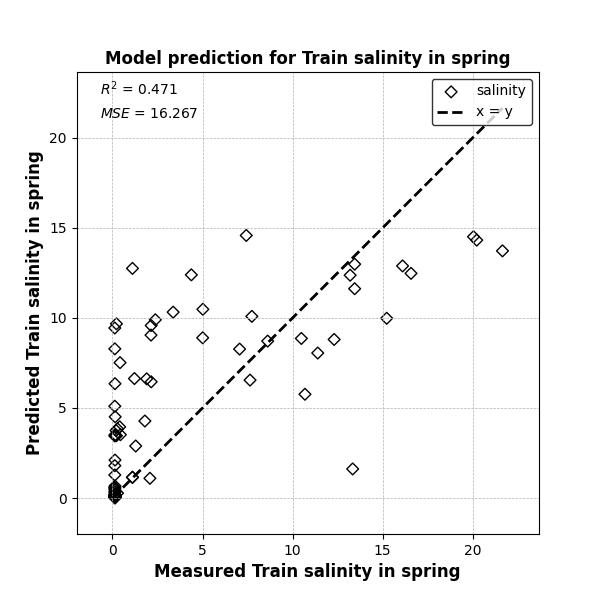 Model prediction for Train salinity in spring
R² = 0.471
MSE = 16.267
salinity
x = y
Predicted Train salinity in spring
20
15
10
5
0
0 5 10 15 20
Measured Train salinity in spring